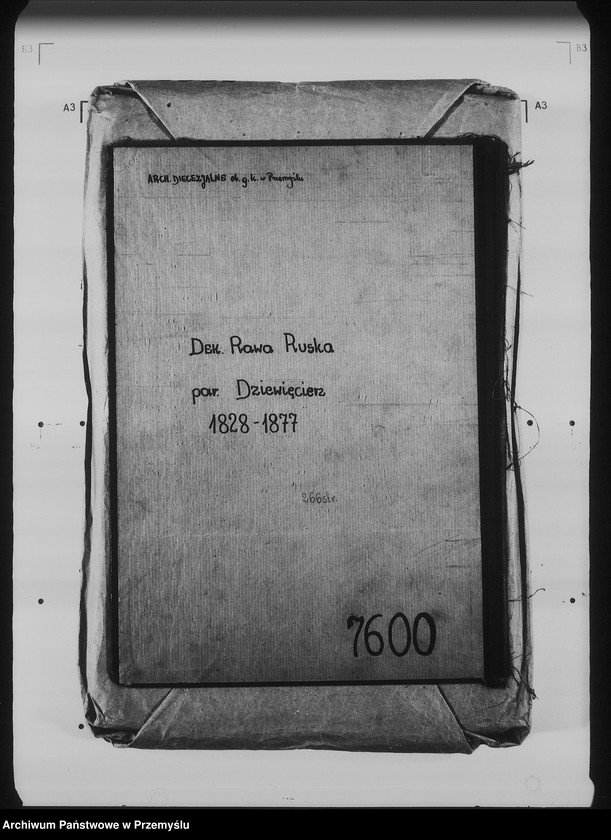 B3 B3
A3 A3
ARCH. DIECEZJALNE ob. g.k. w Przemyślu
Dek. Rawa Ruska
par. Dziewięcierz
1828-1877
266str.
7600
Archiwum Państwowe w Przemyślu